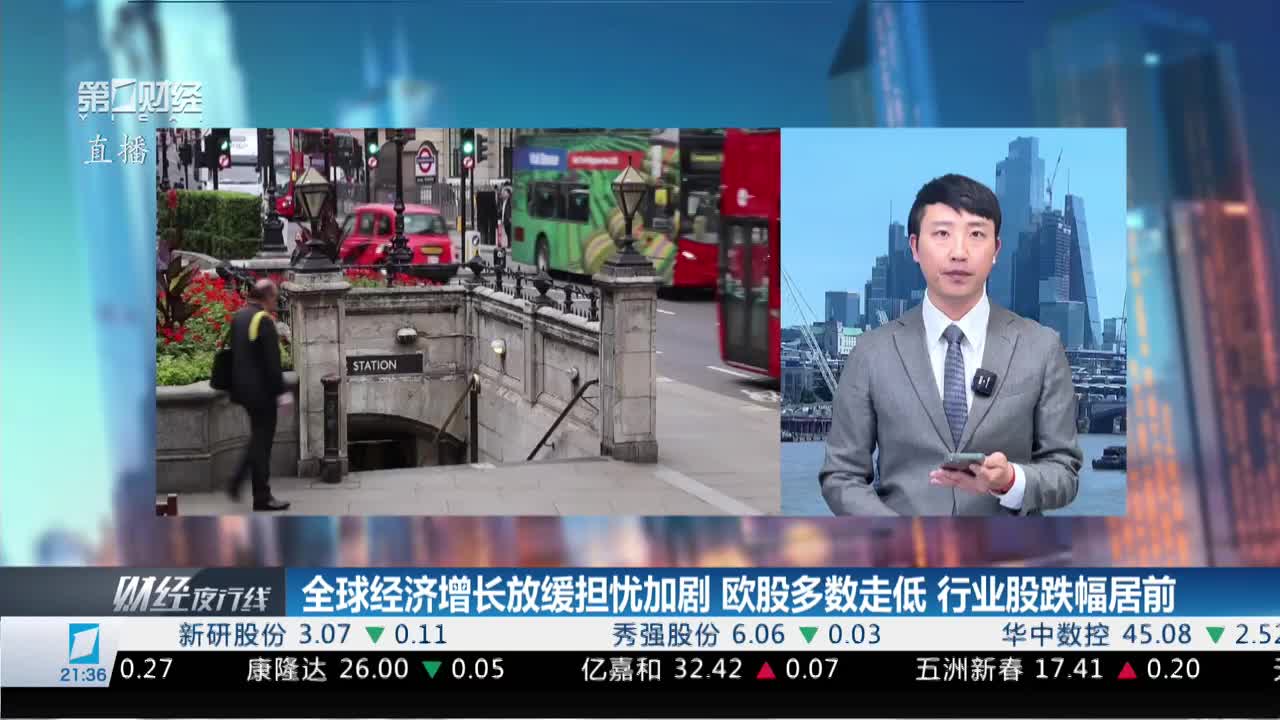 第一财经
直播
STATION
财经夜行线
全球经济增长放缓担忧加剧 欧股多数走低 行业股跌幅居前
新研股份 3.07 ▼ 0.11 秀强股份 6.06 ▼ 0.03 华中数控 45.08 ▼ 2.52
21:36
0.27 康隆达 26.00 ▼ 0.05 亿嘉和 32.42 ▲ 0.07 五洲新春 17.41 ▲ 0.20